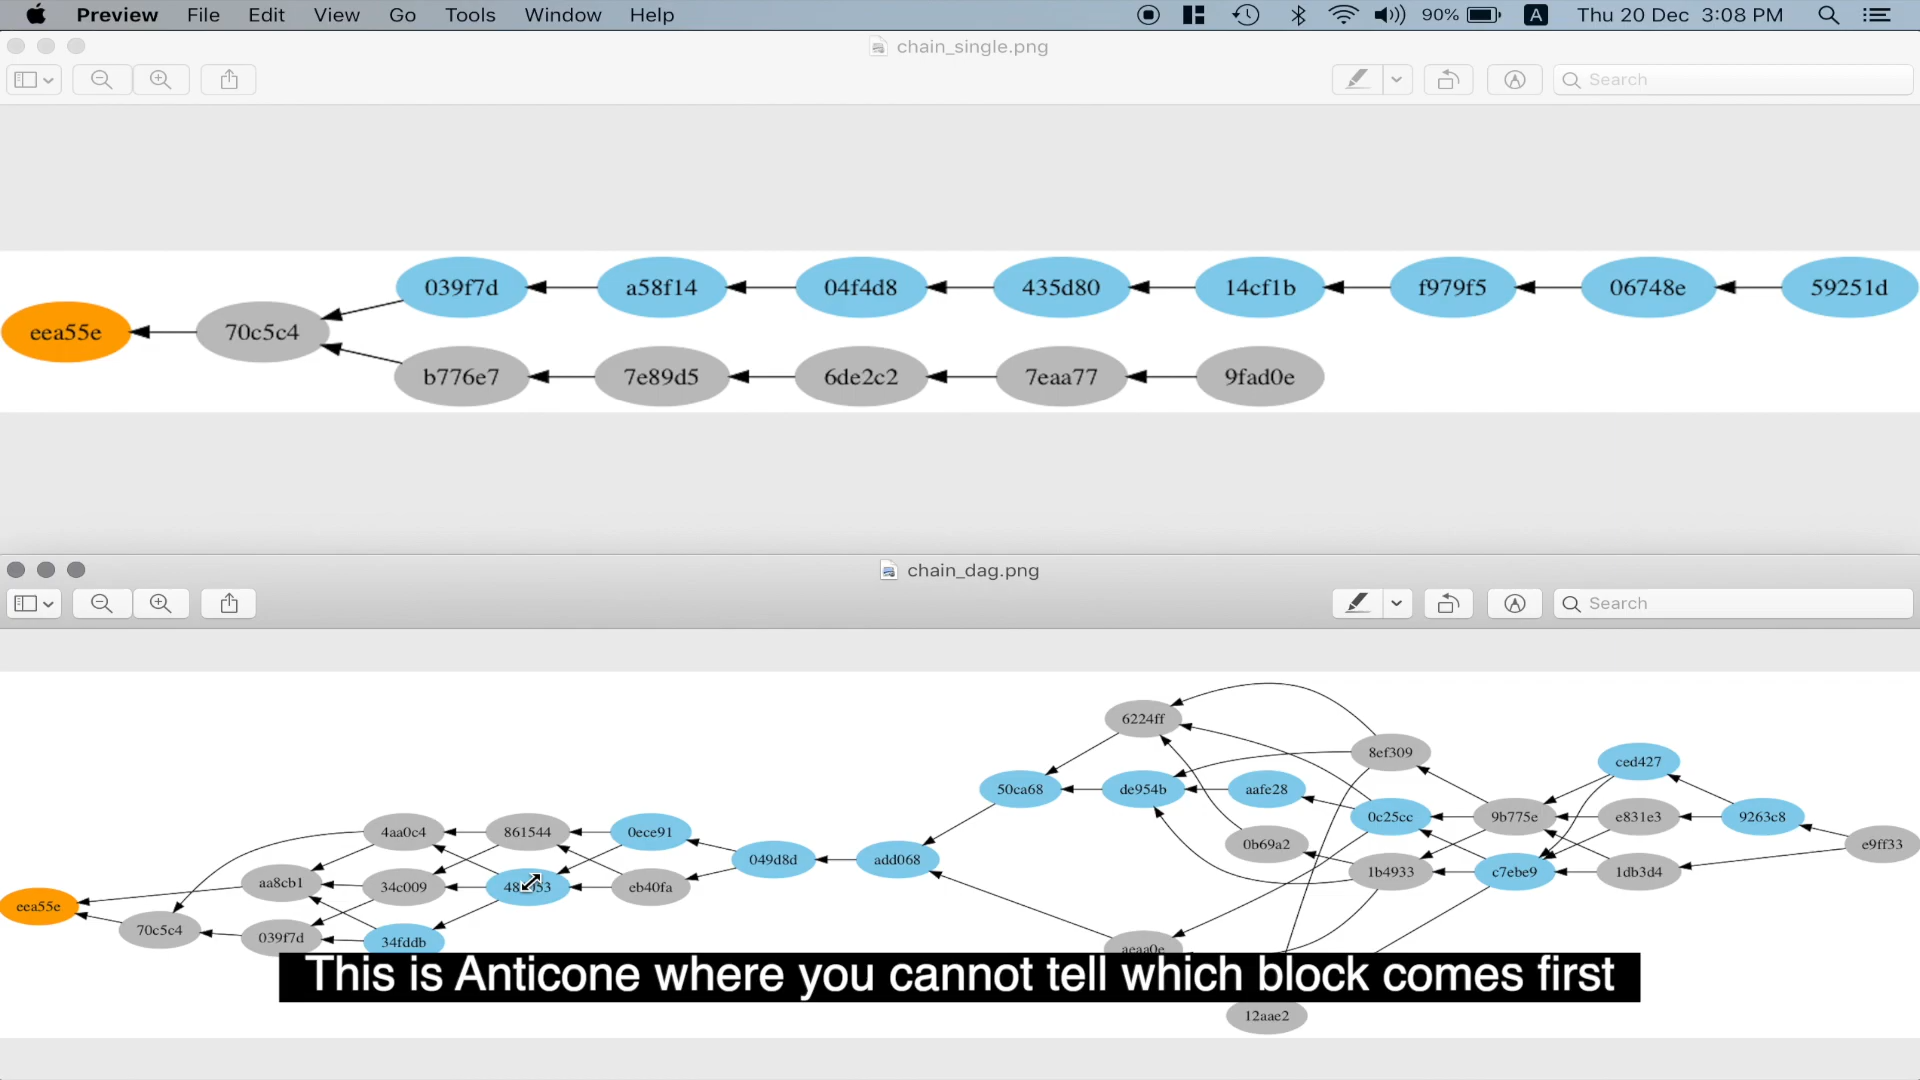 Preview File Edit View Go Tools Window Help 90% A Thu 20 Dec 3:08 PM
chain_single.png
Search
039f7d a58f14 04f4d8 435d80 14cf1b f979f5 06748e 59251d
eea55e 70c5c4
b776e7 7e89d5 6de2c2 7eaa77 9fad0e
chain_dag.png
Search
6224ff
8ef309
ced427
50ca68 de954b aafe28
0c25cc 9b775e e831e3 9263c8
4aa0c4 861544 0ece91
0b69a2 e9ff33
049d8d add068
1b4933 c7ebe9 1db3d4
aa8cb1 34c009 eb40fa
eea55e
70c5c4 039f7d 34fddb
aeaa0e
This is Anticone where you cannot tell which block comes first
12aae2